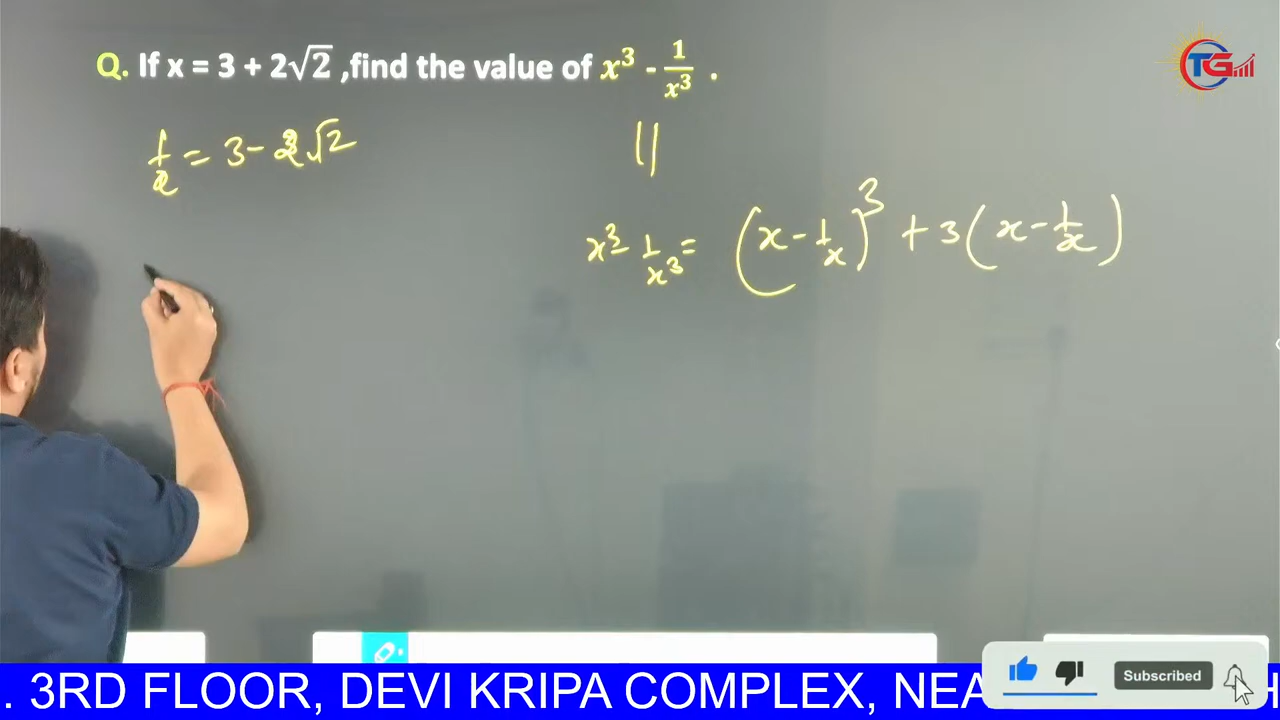 Q. If x = 3 + 2√2 ,find the value of x³ - 1/x³ .
TG
1/x = 3 - 2√2
||
x³ - 1/x³ = (x - 1/x)³ + 3(x - 1/x)
. 3RD FLOOR, DEVI KRIPA COMPLEX, NEA
Subscribed